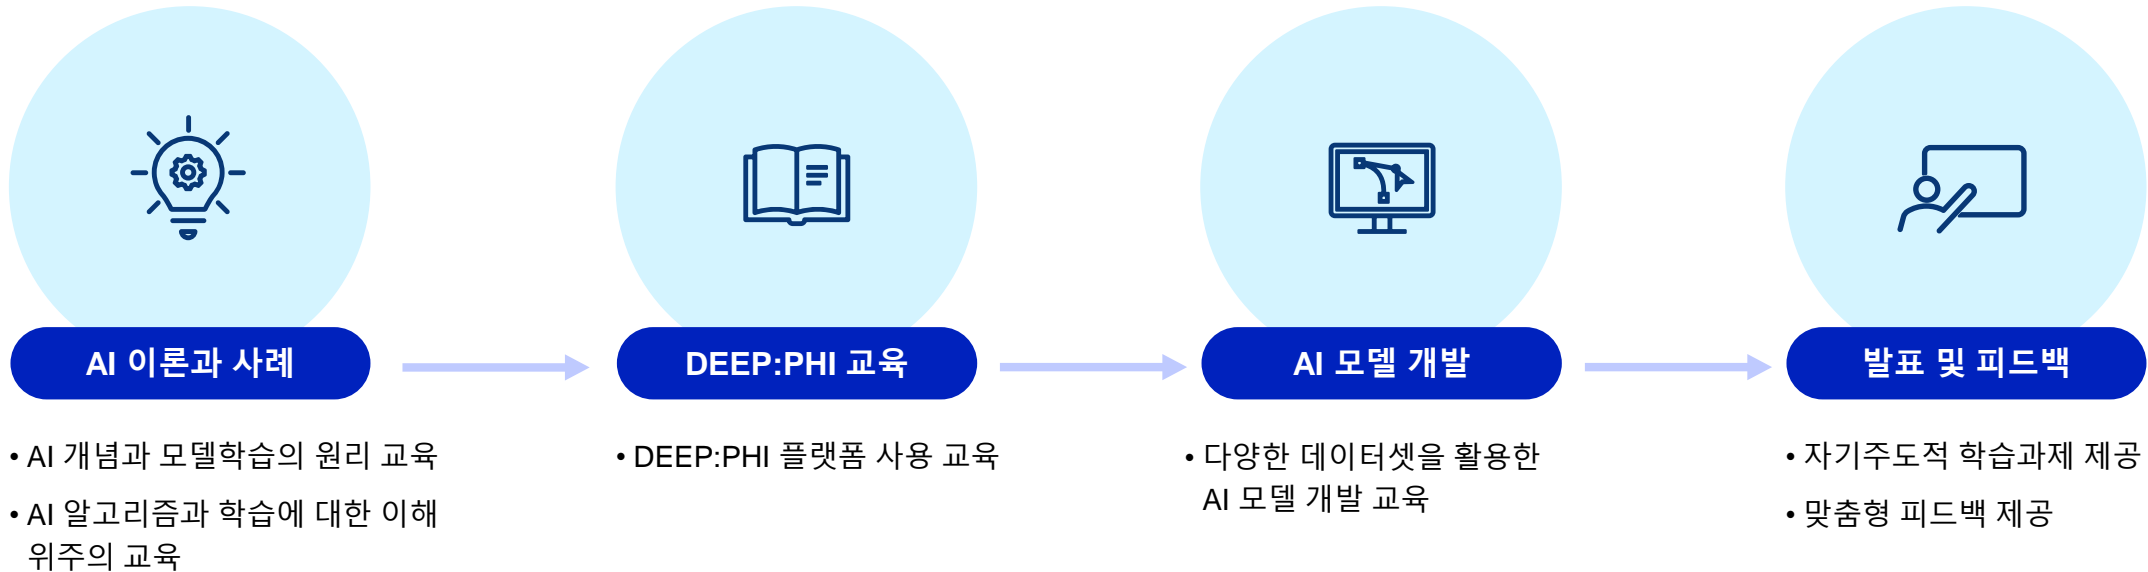 AI 이론과 사례
• AI 개념과 모델학습의 원리 교육
• AI 알고리즘과 학습에 대한 이해
위주의 교육
DEEP:PHI 교육
• DEEP:PHI 플랫폼 사용 교육
AI 모델 개발
• 다양한 데이터셋을 활용한
AI 모델 개발 교육
발표 및 피드백
• 자기주도적 학습과제 제공
• 맞춤형 피드백 제공